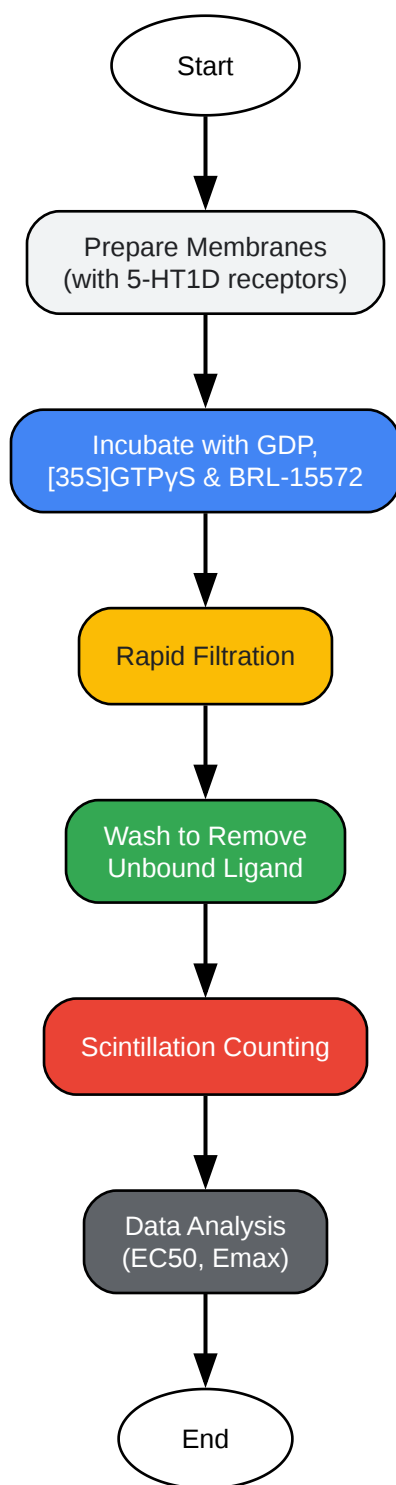 Start
Prepare Membranes
(with 5-HT1D receptors)
Incubate with GDP,
[35S]GTPγS & BRL-15572
Rapid Filtration
Wash to Remove
Unbound Ligand
Scintillation Counting
Data Analysis
(EC50, Emax)
End